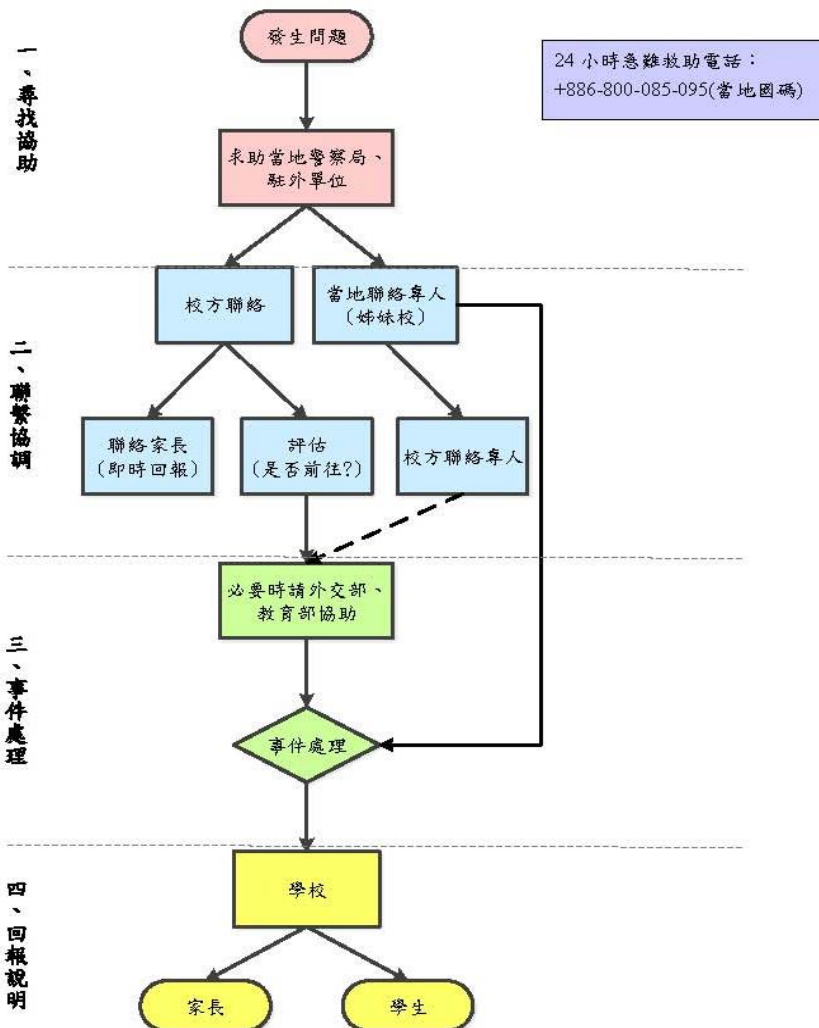 發生問題
24 小時急難救助電話：
+886-800-085-095(當地國碼)
一、尋找協助
求助當地警察局、
駐外單位
二、聯繫協調
校方聯絡
當地聯絡專人
(姊妹校)
聯絡家長
(即時回報)
評估
(是否前往?)
校方聯絡專人
三、事件處理
必要時請外交部、
教育部協助
事件處理
四、回報說明
學校
家長
學生